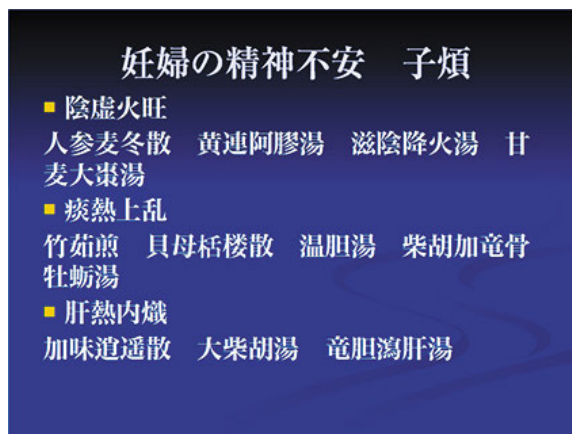 妊婦の精神不安　子煩
陰虚火旺
人参麦冬散　黄連阿膠湯　滋陰降火湯　甘
麦大棗湯
痰熱上乱
竹茹煎　貝母栝楼散　温胆湯　柴胡加竜骨
牡蛎湯
肝熱内熾
加味逍遥散　大柴胡湯　竜胆瀉肝湯